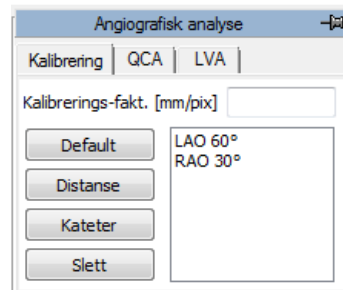 Angiografisk analyse
Kalibrering QCA LVA
Kalibrerings-fakt. [mm/pix]
Default
Distanse
Kateter
Slett
LAO 60°
RAO 30°